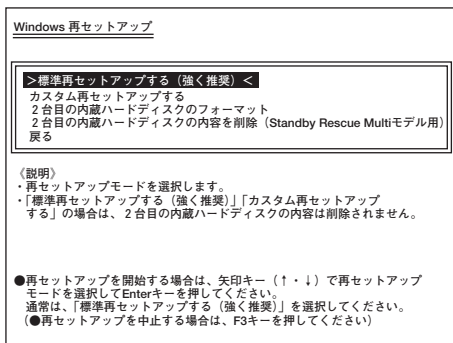 Windows 再セットアップ
＞標準再セットアップする（強く推奨）＜
カスタム再セットアップする
２台目の内蔵ハードディスクのフォーマット
２台目の内蔵ハードディスクの内容を削除（Standby Rescue Multiモデル用）
戻る
《説明》
・再セットアップモードを選択します。
・「標準再セットアップする（強く推奨）」「カスタム再セットアップ
する」の場合は、２台目の内蔵ハードディスクの内容は削除されません。
●再セットアップを開始する場合は、矢印キー（↑・↓）で再セットアップ
モードを選択してEnterキーを押してください。
通常は、「標準再セットアップする（強く推奨）」を選択してください。
（●再セットアップを中止する場合は、F3キーを押してください）